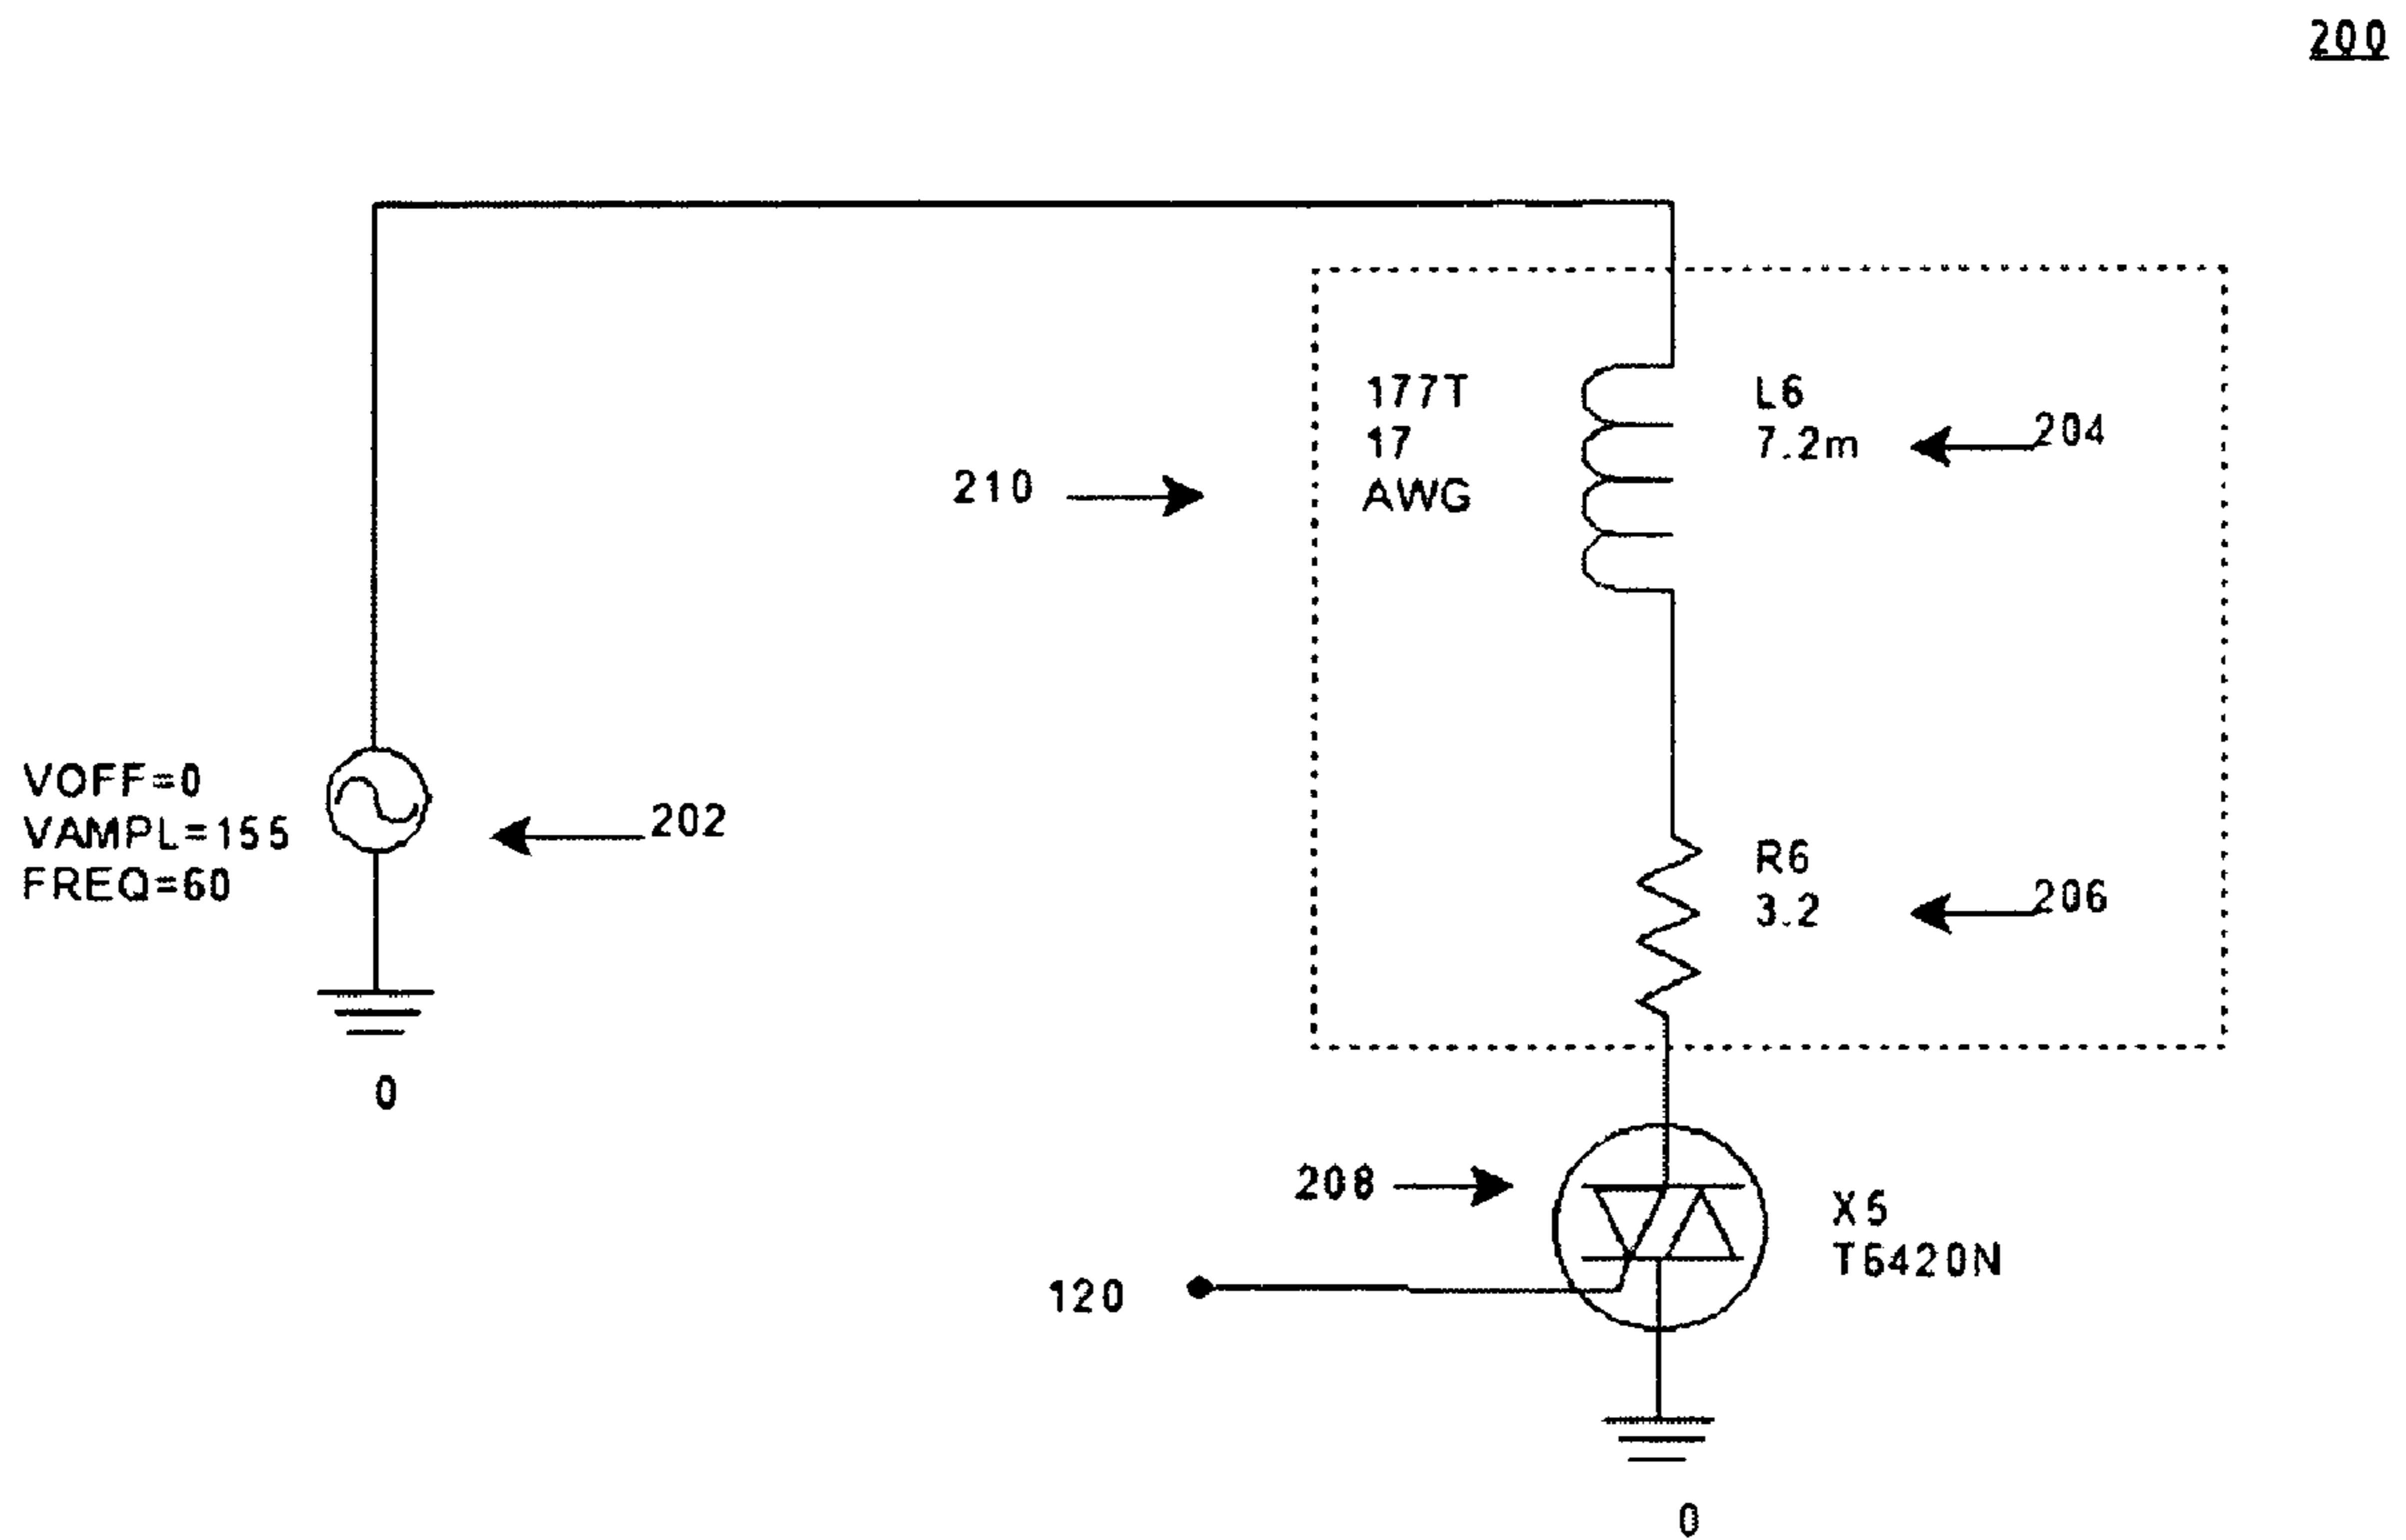 200
177T
17
AWG
L6
7.2m
204
210
VOFF=0
VAMPL=155
FREQ=60
202
R6
3.2
206
0
208
X5
T6420N
120
0